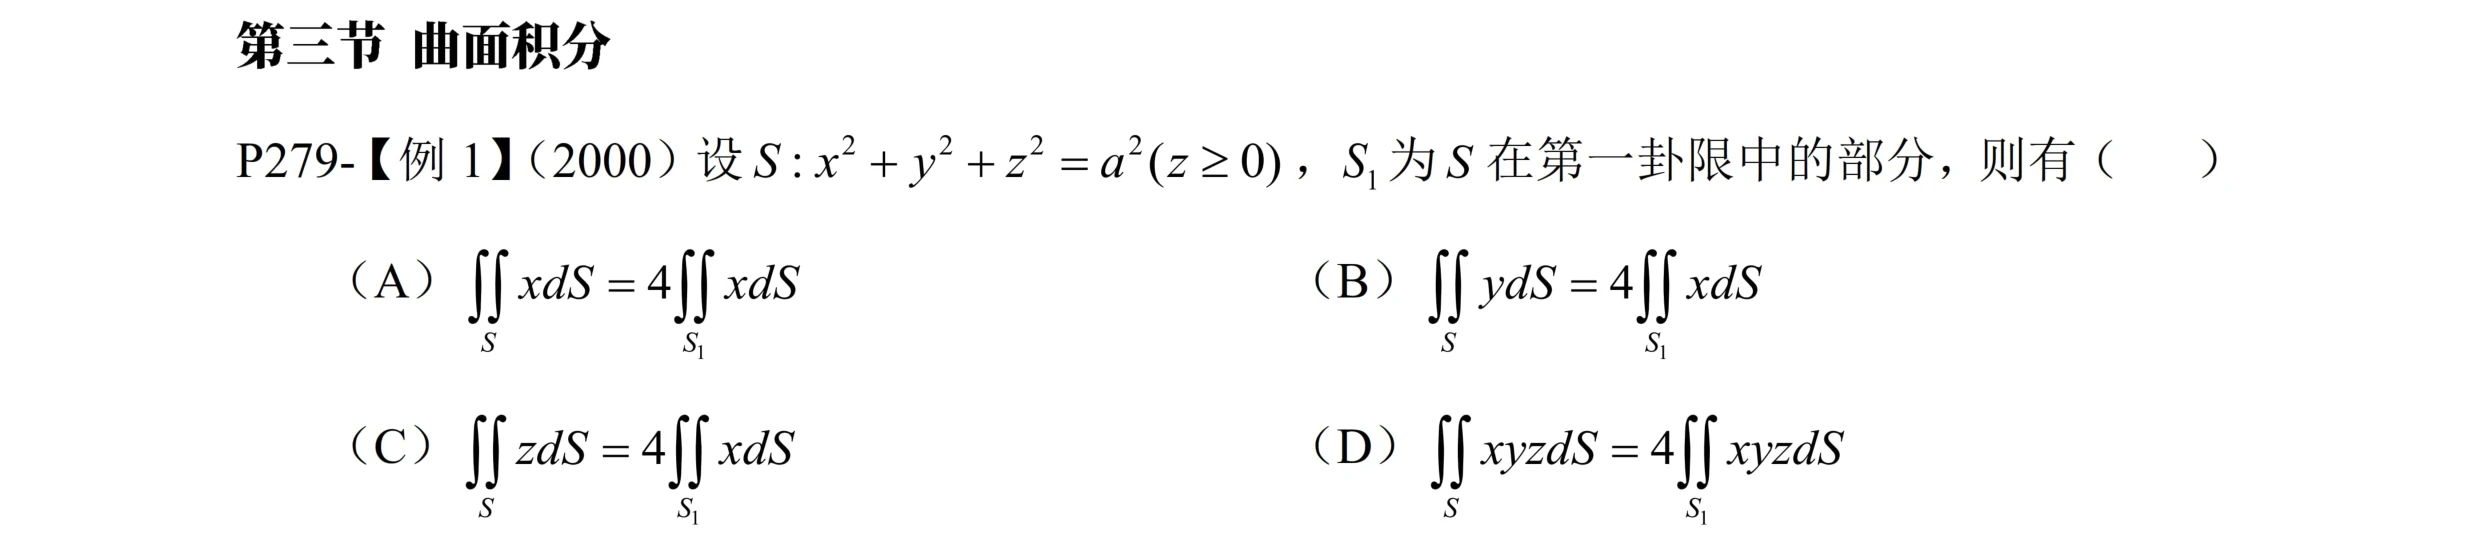 第三节 曲面积分
P279-【例 1】（2000）设 $S: x^2 + y^2 + z^2 = a^2 (z \geq 0)$，$S_1$ 为 $S$ 在第一卦限中的部分，则有（　　）
（A）$\iint\limits_{S} xdS = 4\iint\limits_{S_1} xdS$ （B）$\iint\limits_{S} ydS = 4\iint\limits_{S_1} xdS$
（C）$\iint\limits_{S} zdS = 4\iint\limits_{S_1} xdS$ （D）$\iint\limits_{S} xyzdS = 4\iint\limits_{S_1} xyzdS$